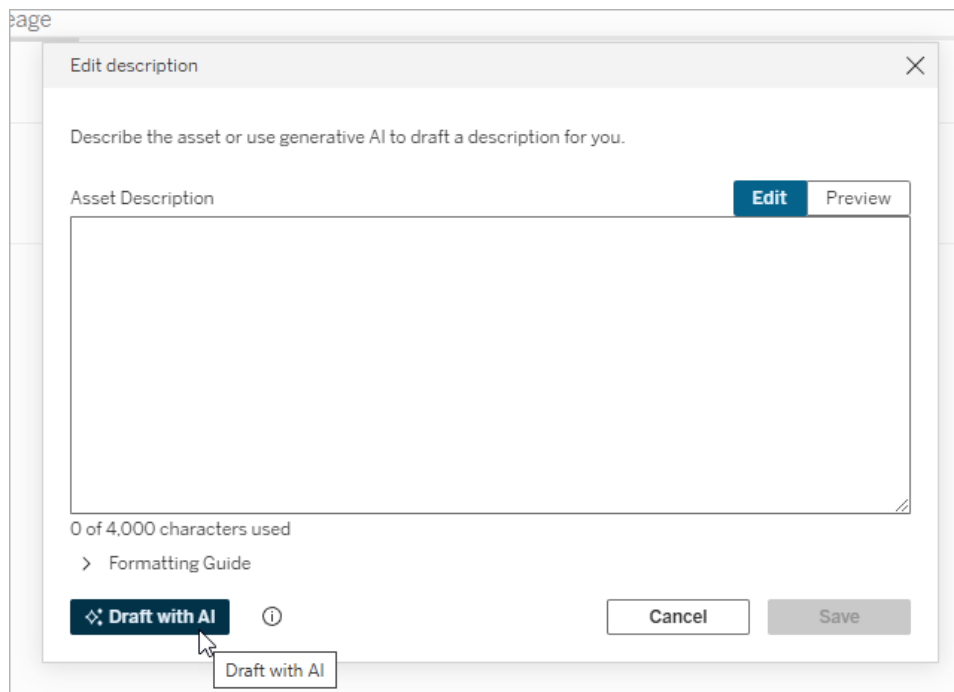 eage
Edit description
Describe the asset or use generative AI to draft a description for you.
Asset Description
Edit
Preview
0 of 4,000 characters used
Formatting Guide
Draft with AI
Cancel
Save
Draft with AI